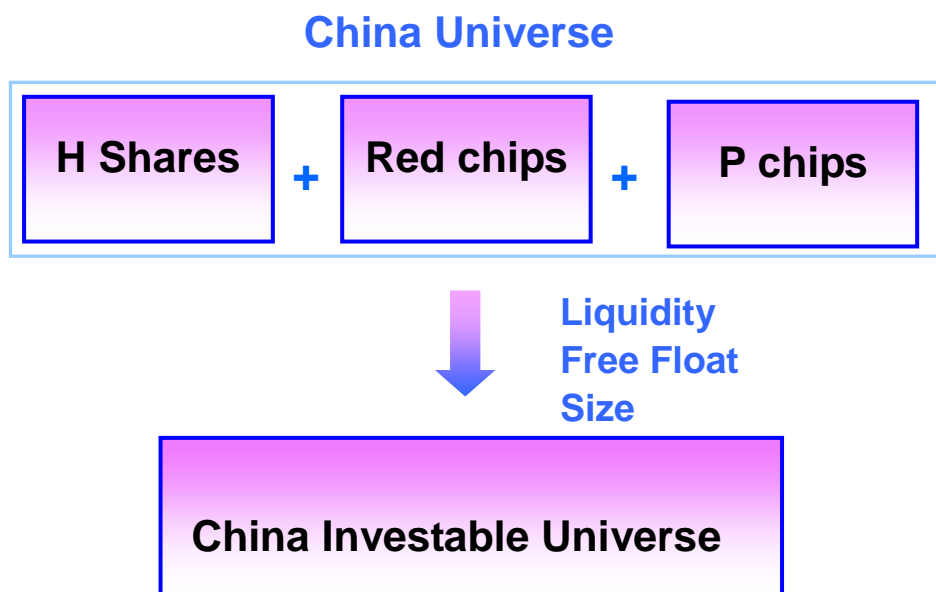 China Universe
H Shares + Red chips + P chips
Liquidity
Free Float
Size
China Investable Universe